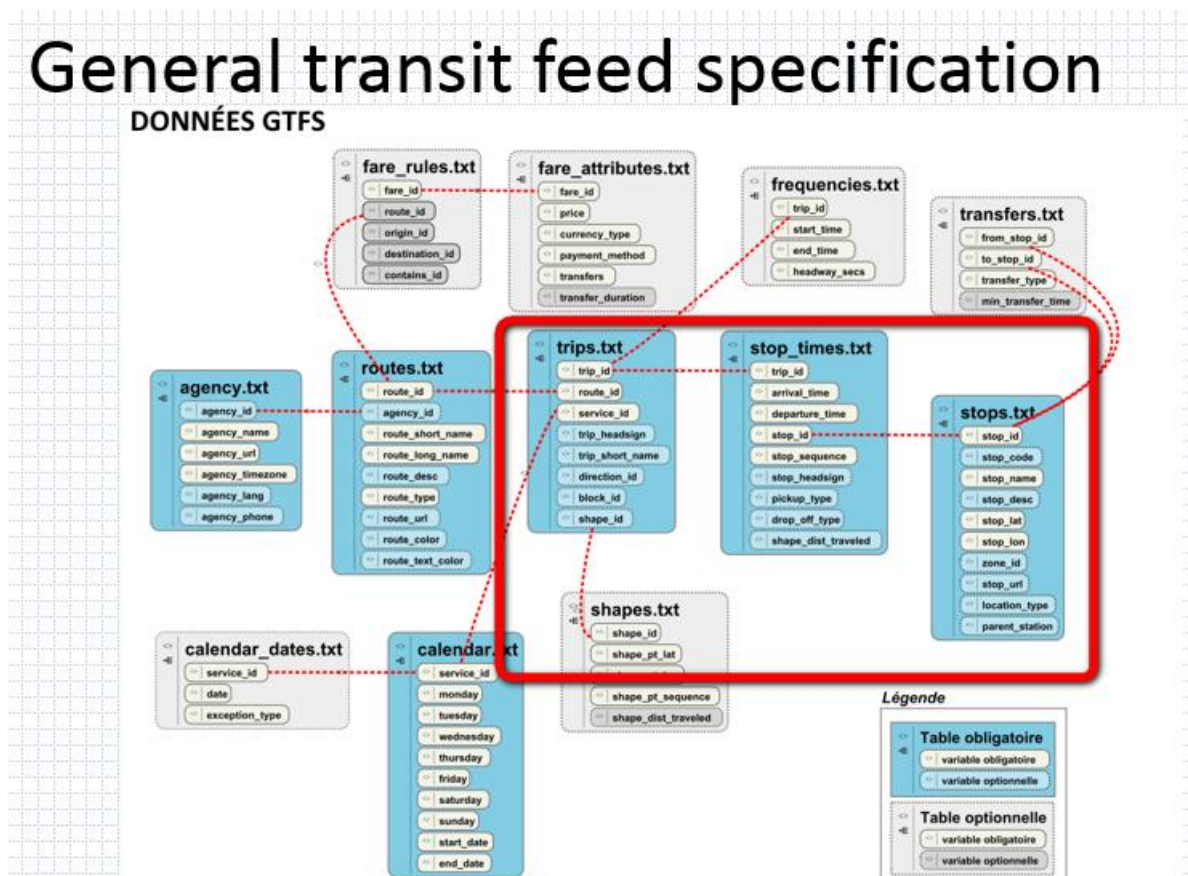 General transit feed specification
DONNÉES GTFS
fare_rules.txt
fare_id
route_id
origin_id
destination_id
contains_id
fare_attributes.txt
fare_id
price
currency_type
payment_method
transfers
transfer_duration
frequencies.txt
trip_id
start_time
end_time
headway_secs
transfers.txt
from_stop_id
to_stop_id
transfer_type
min_transfer_time
agency.txt
agency_id
agency_name
agency_url
agency_timezone
agency_lang
agency_phone
routes.txt
route_id
agency_id
route_short_name
route_long_name
route_desc
route_type
route_url
route_color
route_text_color
trips.txt
trip_id
route_id
service_id
trip_headsign
trip_short_name
direction_id
block_id
shape_id
stop_times.txt
trip_id
arrival_time
departure_time
stop_id
stop_sequence
stop_headsign
pickup_type
drop_off_type
shape_dist_traveled
stops.txt
stop_id
stop_code
stop_name
stop_desc
stop_lat
stop_lon
zone_id
stop_url
location_type
parent_station
calendar_dates.txt
service_id
date
exception_type
calendar.txt
service_id
monday
tuesday
wednesday
thursday
friday
saturday
sunday
start_date
end_date
shapes.txt
shape_id
shape_pt_lat
shape_pt_sequence
shape_dist_traveled
Légende
Table obligatoire
variable obligatoire
variable optionnelle
Table optionnelle
variable obligatoire
variable optionnelle